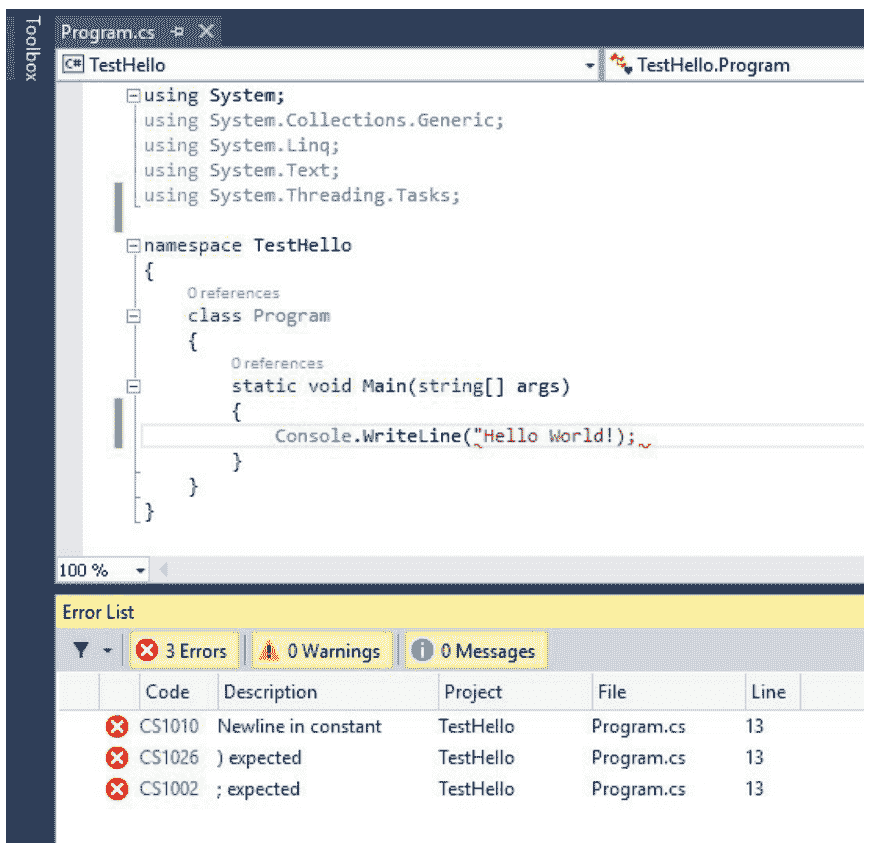 Toolbox
Program.cs
C# TestHello TestHello.Program
using System;
using System.Collections.Generic;
using System.Linq;
using System.Text;
using System.Threading.Tasks;
namespace TestHello
{
0 references
class Program
{
0 references
static void Main(string[] args)
{
Console.WriteLine("Hello World!);
}
}
}
100 %
Error List
3 Errors 0 Warnings 0 Messages
Code Description Project File Line
CS1010 Newline in constant TestHello Program.cs 13
CS1026 ) expected TestHello Program.cs 13
CS1002 ; expected TestHello Program.cs 13